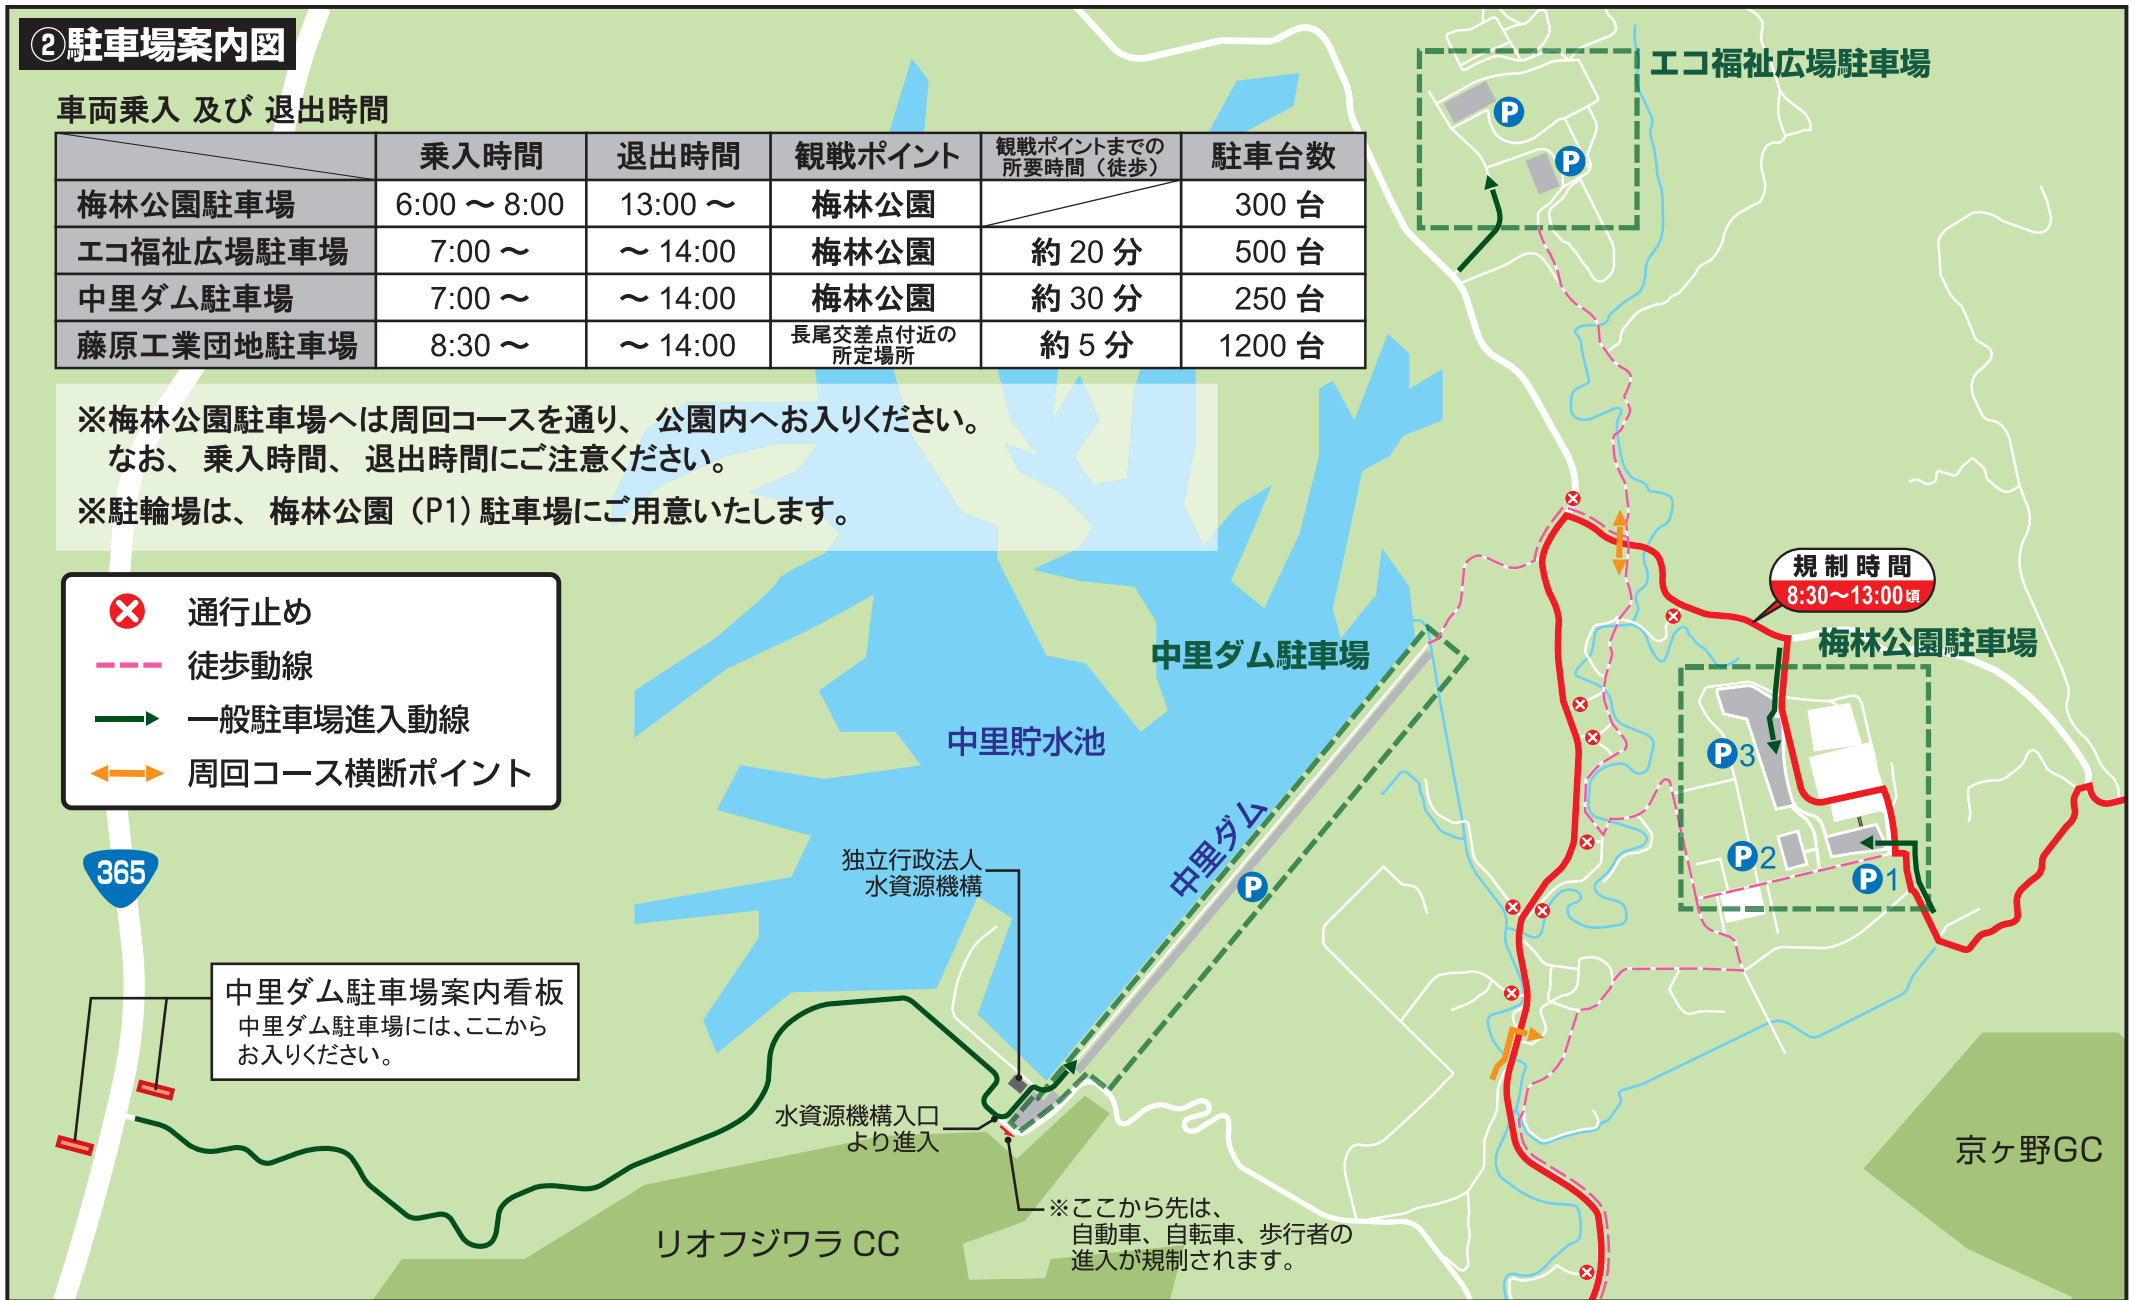 ②駐車場案内図
車両乗入 及び 退出時間
乗入時間 退出時間 観戦ポイント 観戦ポイントまでの 所要時間（徒歩） 駐車台数
梅林公園駐車場 6:00 〜 8:00 13:00 〜 梅林公園 300 台
エコ福祉広場駐車場 7:00 〜 〜 14:00 梅林公園 約 20 分 500 台
中里ダム駐車場 7:00 〜 〜 14:00 梅林公園 約 30 分 250 台
藤原工業団地駐車場 8:30 〜 〜 14:00 長尾交差点付近の 所定場所 約 5 分 1200 台
※梅林公園駐車場へは周回コースを通り、 公園内へお入りください。
なお、 乗入時間、 退出時間にご注意ください。
※駐輪場は、 梅林公園（P1）駐車場にご用意いたします。
通行止め
徒歩動線
一般駐車場進入動線
周回コース横断ポイント
エコ福祉広場駐車場
P
P
規制時間
8:30〜13:00頃
梅林公園駐車場
P3
P2
P1
中里ダム駐車場
中里貯水池
中里ダム
P
365
独立行政法人
水資源機構
中里ダム駐車場案内看板
中里ダム駐車場には、ここから
お入りください。
水資源機構入口
より進入
※ここから先は、
自動車、自転車、歩行者の
進入が規制されます。
リオフジワラ CC
京ヶ野GC